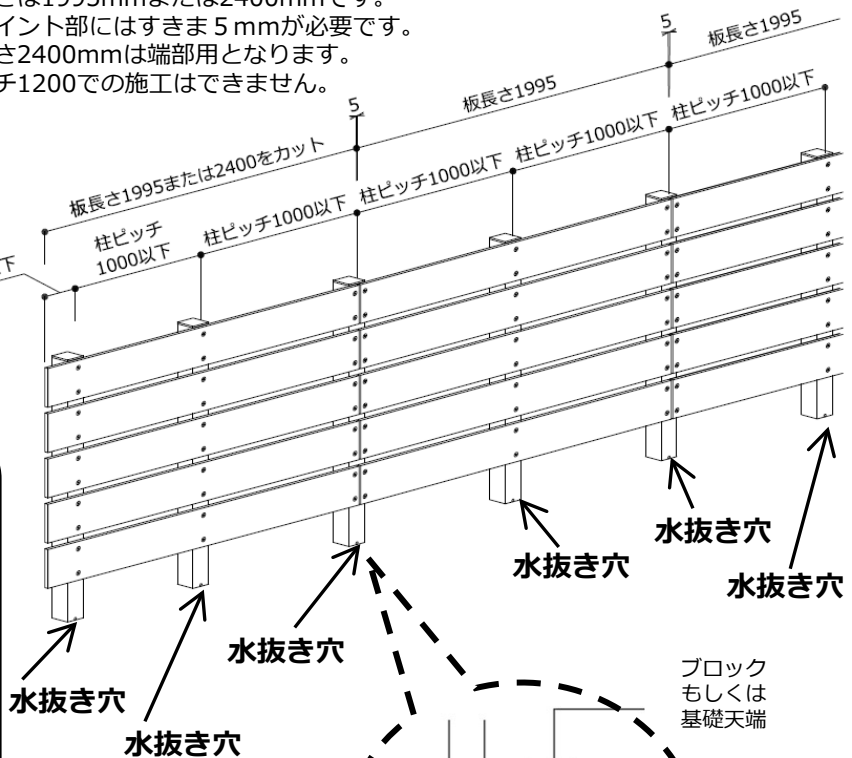 さは1995mmまたは2400mmです。
イント部にはすきま５mmが必要です。
さ2400mmは端部用となります。
チ1200での施工はできません。
5
板長さ1995
5
板長さ1995
板長さ1995または2400をカット
柱ピッチ
1000以下
柱ピッチ1000以下
柱ピッチ1000以下
柱ピッチ1000以下
柱ピッチ1000以下
下
水抜き穴
水抜き穴
水抜き穴
水抜き穴
水抜き穴
水抜き穴
ブロック
もしくは
基礎天端